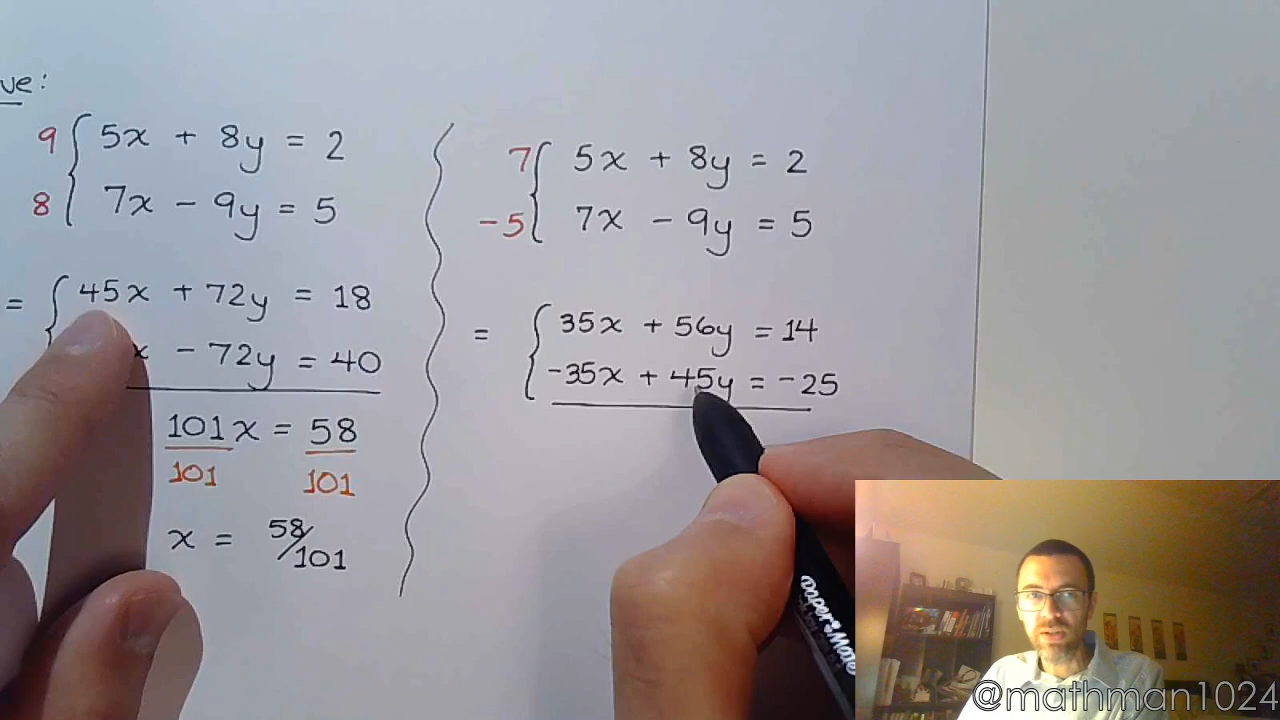 ve:
9 5x + 8y = 2
8 7x - 9y = 5
= 45x + 72y = 18
x - 72y = 40
101x = 58
101 101
x = 58/101
7 5x + 8y = 2
-5 7x - 9y = 5
= 35x + 56y = 14
-35x + 45y = -25
PaperMate
@mathman1024